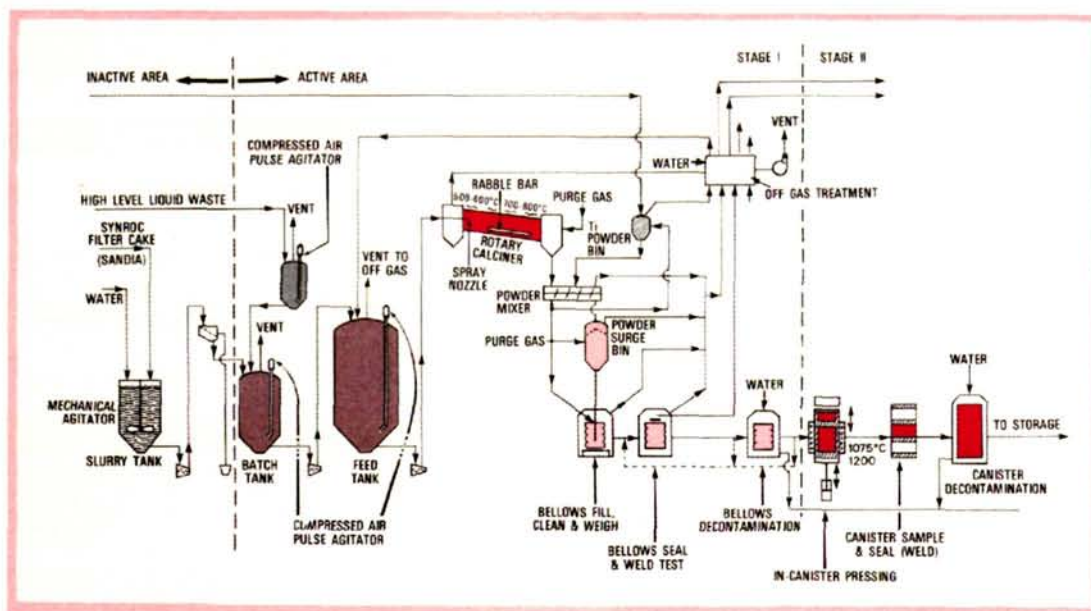 STAGE I
STAGE II
INACTIVE AREA
ACTIVE AREA
COMPRESSED AIR
PULSE AGITATOR
VENT
WATER
OFF GAS TREATMENT
HIGH LEVEL LIQUID WASTE
VENT
RABBLE BAR
PURGE GAS
700-800°C
ROTARY
CALCINER
Ti
POWDER
BIN
SYNROC
FILTER CAKE
(SANDIA)
VENT TO
OFF GAS
SPRAY
NOZZLE
WATER
POWDER
MIXER
VENT
PURGE GAS
POWDER
SURGE
BIN
MECHANICAL
AGITATOR
WATER
WATER
1075°C
1200
TO STORAGE
SLURRY TANK
BATCH
TANK
FEED
TANK
CANISTER
DECONTAMINATION
COMPRESSED AIR
PULSE AGITATOR
BELLOWS FILL,
CLEAN & WEIGH
BELLOWS
DECONTAMINATION
BELLOWS SEAL
& WELD TEST
CANISTER SAMPLE
& SEAL (WELD)
IN-CANISTER PRESSING